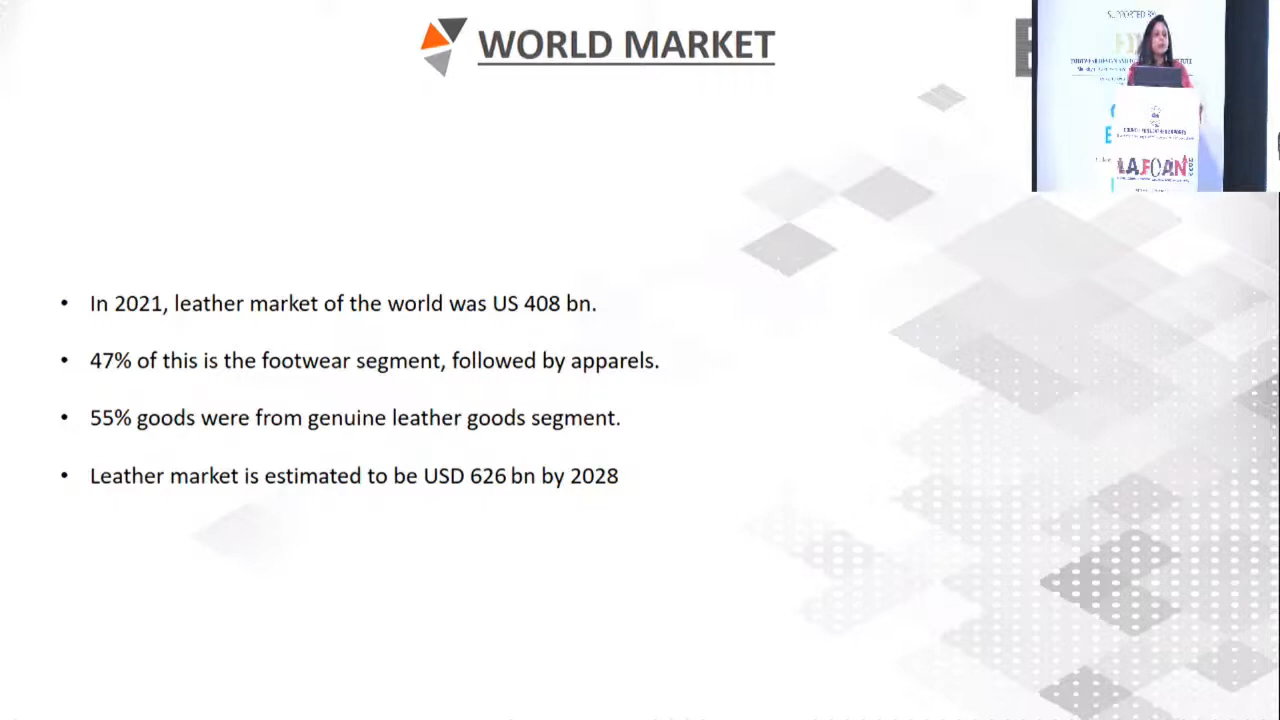 WORLD MARKET
SUPPORTED BY
• In 2021, leather market of the world was US 408 bn.
• 47% of this is the footwear segment, followed by apparels.
• 55% goods were from genuine leather goods segment.
• Leather market is estimated to be USD 626 bn by 2028